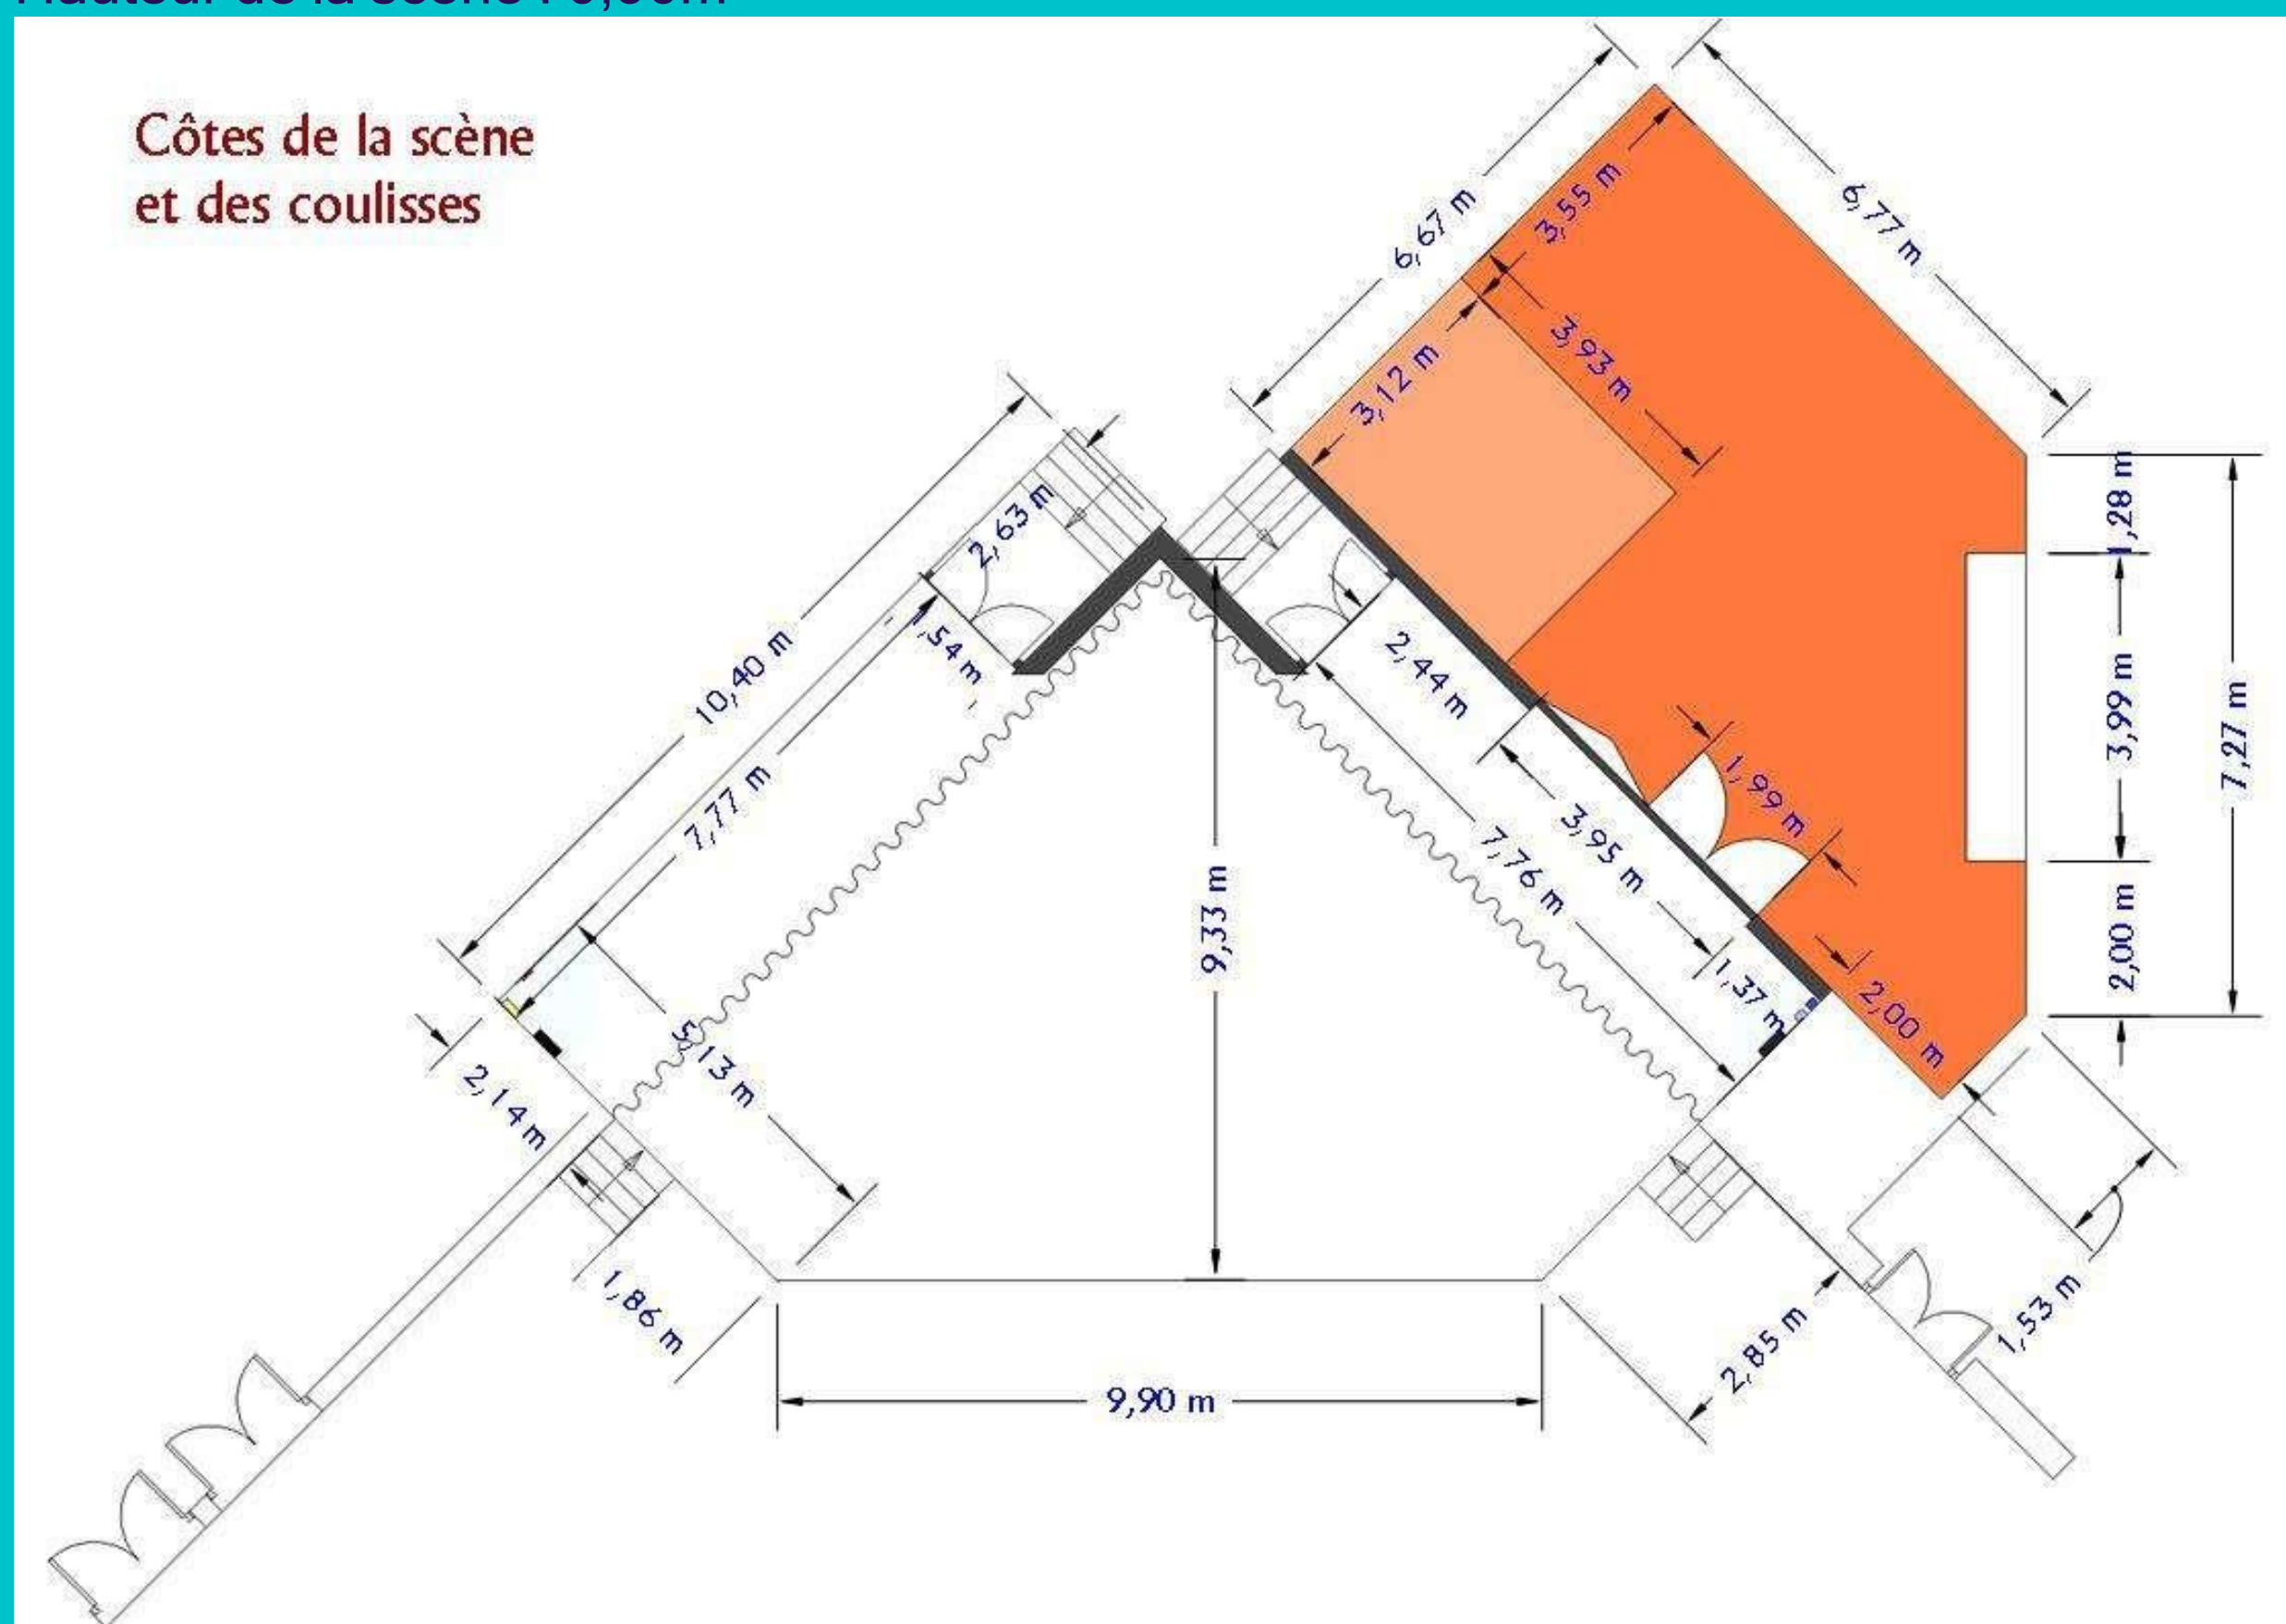 Côtes de la scène
et des coulisses
6,67 m
3,55 m
6,77 m
3,93 m
3,12 m
1,28 m
2,63 m
1,54 m
10,40 m
2,44 m
3,99 m
7,27 m
7,77 m
1,99 m
3,95 m
7,76 m
9,33 m
2,00 m
1,37 m
2,00 m
5,13 m
2,14 m
1,86 m
1,53 m
2,85 m
9,90 m